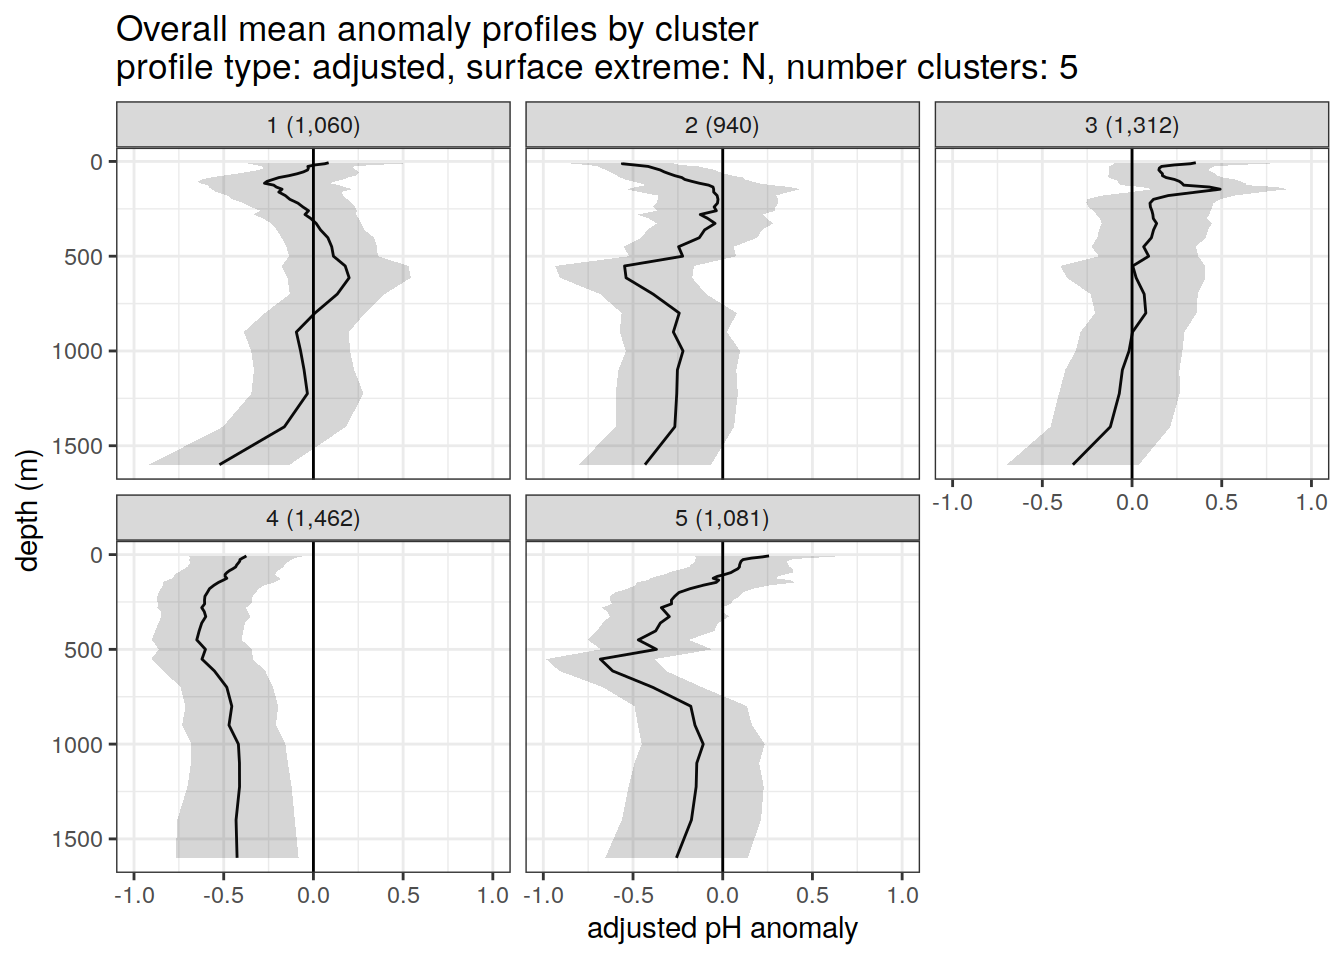 Overall mean anomaly profiles by cluster
profile type: adjusted, surface extreme: N, number clusters: 5
1 (1,060)
2 (940)
3 (1,312)
0
500
1000
1500
-1.0 -0.5 0.0 0.5 1.0
depth (m)
4 (1,462)
5 (1,081)
0
500
1000
1500
-1.0 -0.5 0.0 0.5 1.0
-1.0 -0.5 0.0 0.5 1.0
adjusted pH anomaly